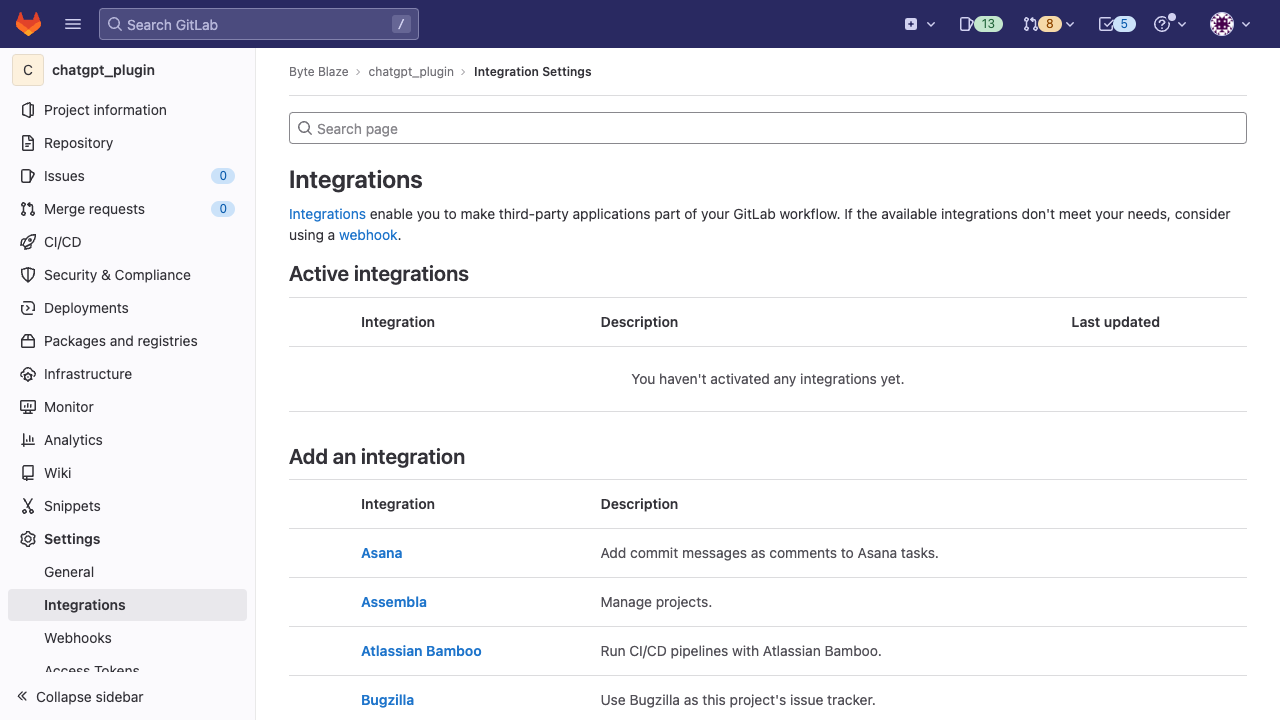 Search GitLab
/
13
8
5
C
chatgpt_plugin
Project information
Repository
Issues 0
Merge requests 0
CI/CD
Security & Compliance
Deployments
Packages and registries
Infrastructure
Monitor
Analytics
Wiki
Snippets
Settings
General
Integrations
Webhooks
Access Tokens
Collapse sidebar
Byte Blaze
chatgpt_plugin
Integration Settings
Search page
Integrations
Integrations enable you to make third-party applications part of your GitLab workflow. If the available integrations don't meet your needs, consider
using a webhook.
Active integrations
Integration Description Last updated
You haven't activated any integrations yet.
Add an integration
Integration Description
Asana Add commit messages as comments to Asana tasks.
Assembla Manage projects.
Atlassian Bamboo Run CI/CD pipelines with Atlassian Bamboo.
Bugzilla Use Bugzilla as this project's issue tracker.